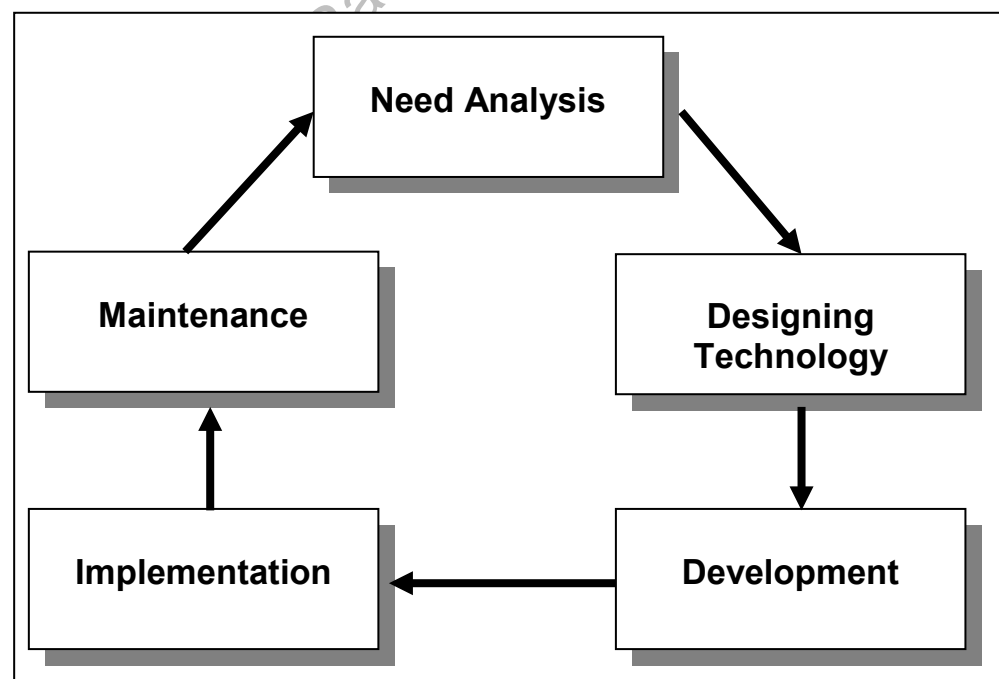 Need Analysis
Designing
Technology
Development
Implementation
Maintenance